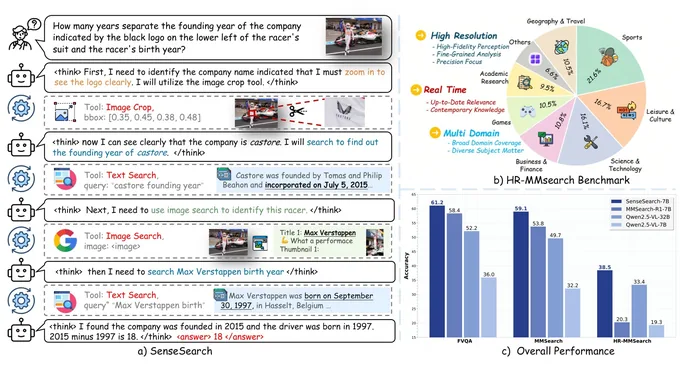 How many years separate the founding year of the company
indicated by the black logo on the lower left of the racer's
suit and the racer's birth year?
<think> First, I need to identify the company name indicated that I must zoom in to
see the logo clearly, I will utilize the image crop tool. </think>
Tool: Image Crop,
bbox: [0.35, 0.45, 0.38, 0.48]
<think> now I can see clearly that the company is castore. I will search to find out
the founding year of castore. </think>
Tool: Text Search,
query: "castore founding year"
Castore was founded by Tomas and Philip
Beahon and incorporated on July 5, 2015...
<think> Next, I need to use image search to identify this racer. </think>
Tool: Image Search,
image: <image>
Title 1: Max Verstappen
What a performace
Thumbnail 1:
<think> then I need to search Max Verstappen birth year </think>
Tool: Text Search,
query" "Max Verstappen birth"
Max Verstappen was born on September
30, 1997, in Hasselt, Belgium ...
<think> I found the company was founded in 2015 and the driver was born in 1997.
2015 minus 1997 is 18. </think> <answer> 18 </answer>
a) SenseSearch
High Resolution
- High-Fidelity Perception
- Fine-Grained Analysis
- Precision Focus
Real Time
- Up-to-Date Relevance
- Contemporary Knowledge
Multi Domain
- Broad Domain Coverage
- Diverse Subject Matter
Geography & Travel
10.5%
Sports
21.6%
Leisure &
Culture
16.7%
Science &
Technology
16.1%
Business &
Finance
10.8%
Games
10.5%
Academic
Research
9.5%
Others
6.6%
b) HR-MMsearch Benchmark
Accuracy
65
55
45
35
25
15
61.2
58.4
52.2
36.0
59.1
53.8
49.7
32.2
38.5
20.3
33.4
19.3
SenseSearch-7B
MMSearch-R1-7B
Qwen2.5-VL-32B
Qwen2.5-VL-7B
FVQA
MMSearch
HR-MMSearch
c) Overall Performance